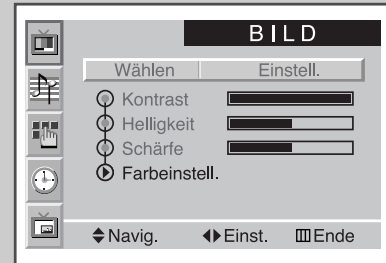 BILD
Wählen Einstell.
Kontrast
Helligkeit
Schärfe
Farbeinstell.
Navig. Einst. Ende